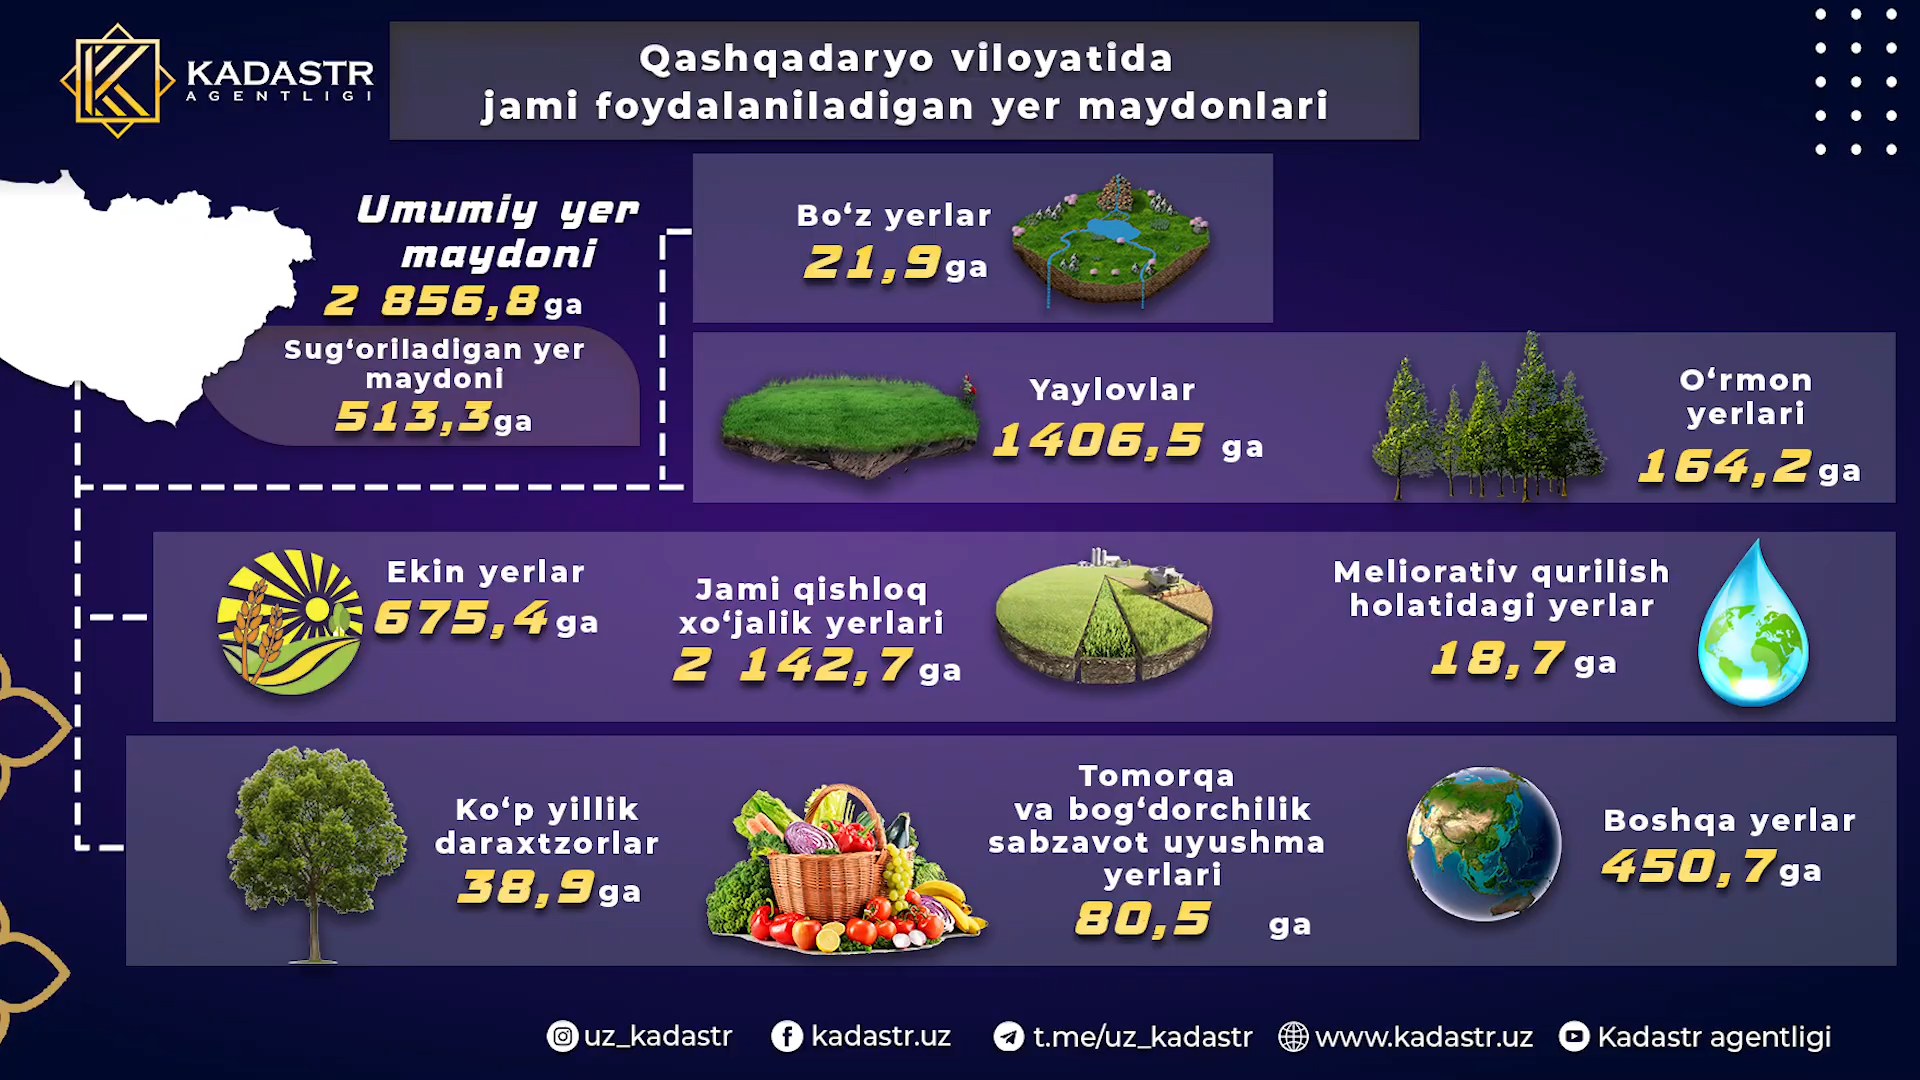 KADASTR
AGENTLIGI
Qashqadaryo viloyatida
jami foydalaniladigan yer maydonlari
Umumiy yer
maydoni
2 856,8 ga
Sug‘oriladigan yer
maydoni
513,3 ga
Bo‘z yerlar
21,9 ga
Yaylovlar
1406,5 ga
O‘rmon
yerlari
164,2 ga
Ekin yerlar
675,4 ga
Jami qishloq
xo‘jalik yerlari
2 142,7 ga
Meliorativ qurilish
holatidagi yerlar
18,7 ga
Ko‘p yillik
daraxtzorlar
38,9 ga
Tomorqa
va bog‘dorchilik
sabzavot uyushma
yerlari
80,5 ga
Boshqa yerlar
450,7 ga
uz_kadastr kadastr.uz t.me/uz_kadastr www.kadastr.uz Kadastr agentligi